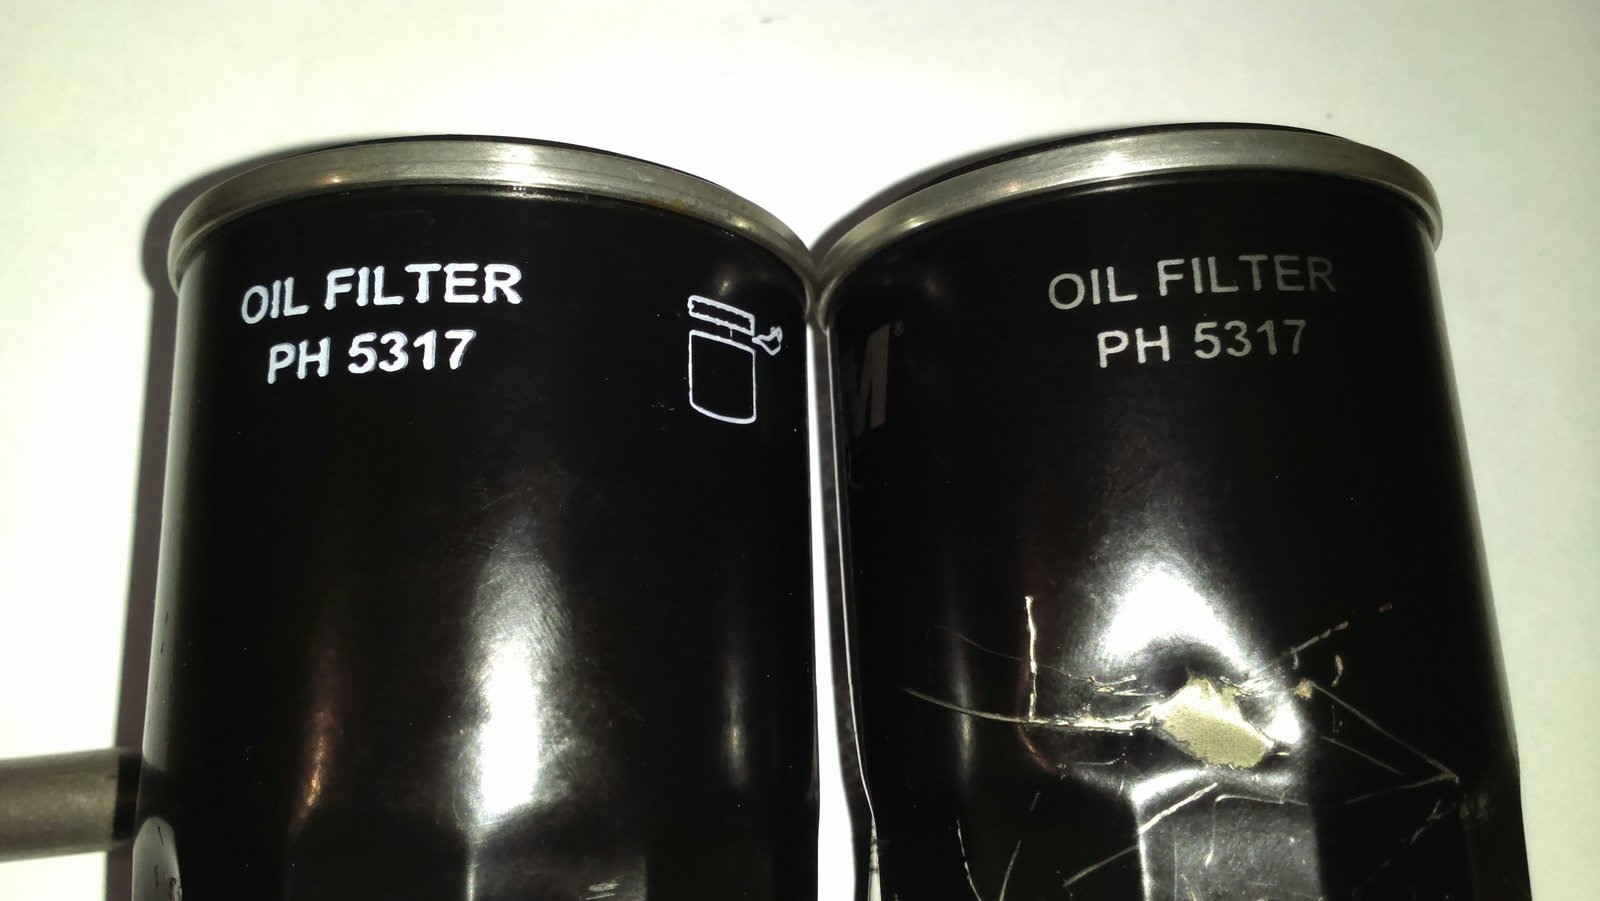 OIL FILTER
PH 5317
OIL FILTER
PH 5317
M®